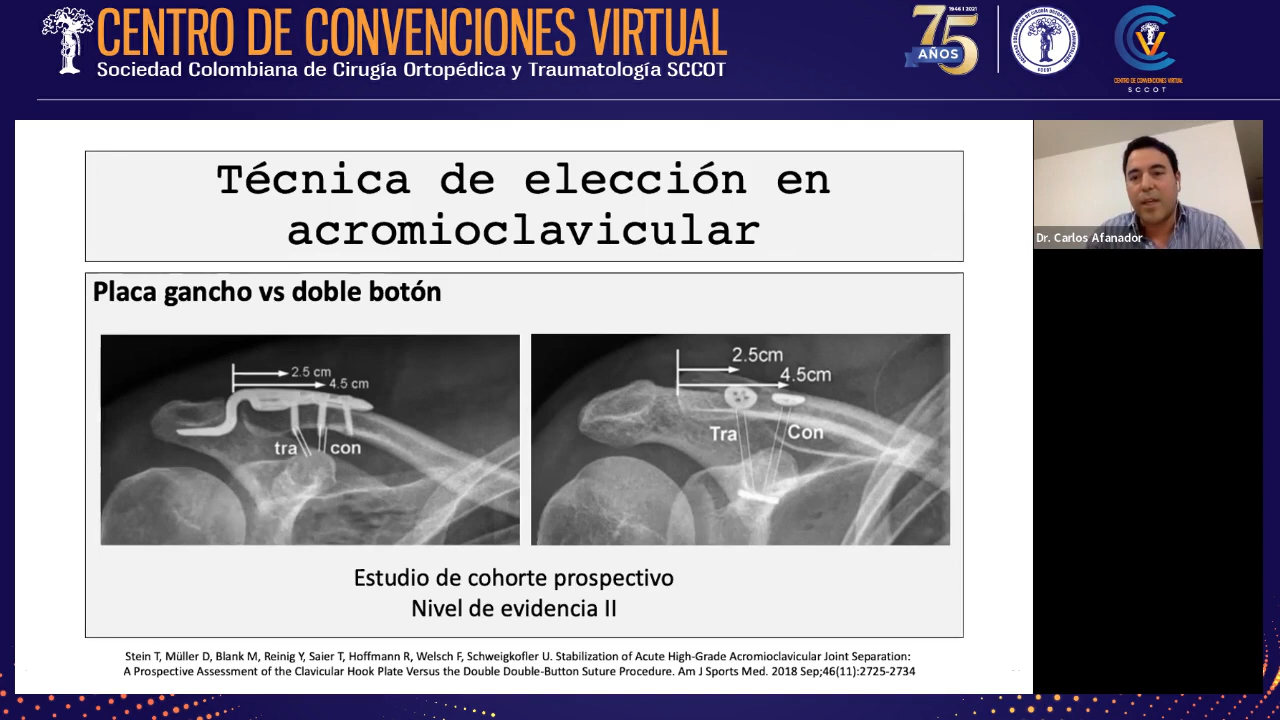 CENTRO DE CONVENCIONES VIRTUAL
Sociedad Colombiana de Cirugía Ortopédica y Traumatología SCCOT
1946 | 2021
75
AÑOS
SCCOT
CENTRO DE CONVENCIONES VIRTUAL
SCCOT
Técnica de elección en
acromioclavicular
Placa gancho vs doble botón
2.5 cm
4.5 cm
tra
con
2.5cm
4.5cm
Tra
Con
Estudio de cohorte prospectivo
Nivel de evidencia II
Stein T, Müller D, Blank M, Reinig Y, Saier T, Hoffmann R, Welsch F, Schweigkofler U. Stabilization of Acute High-Grade Acromioclavicular Joint Separation:
A Prospective Assessment of the Clavicular Hook Plate Versus the Double Double-Button Suture Procedure. Am J Sports Med. 2018 Sep;46(11):2725-2734
Dr. Carlos Afanador